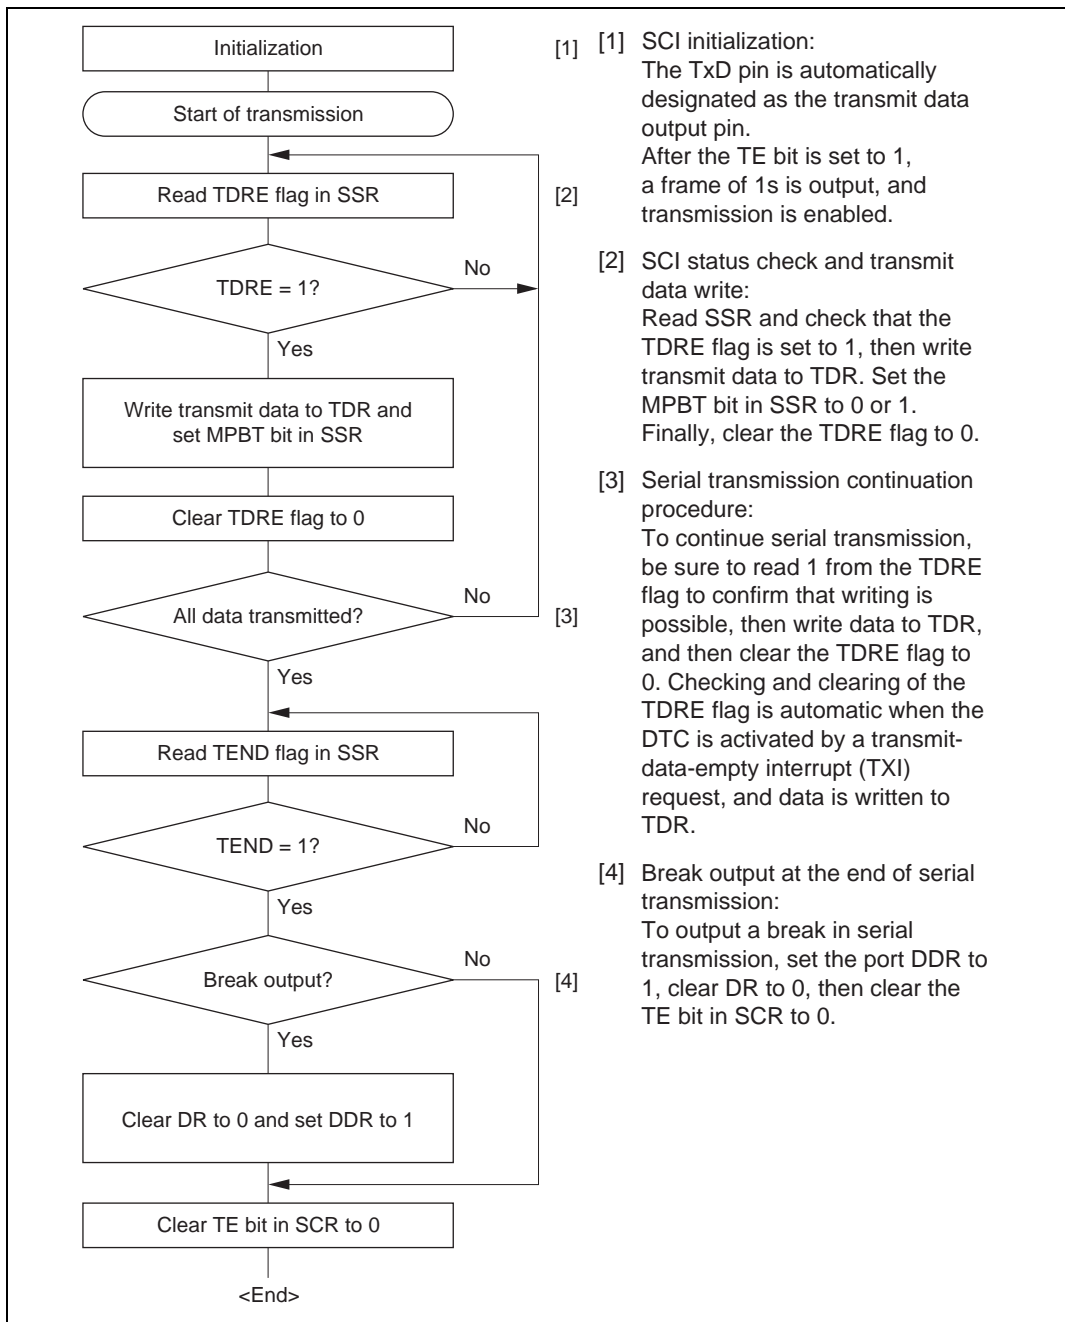 Initialization
[1]
Start of transmission
Read TDRE flag in SSR
[2]
TDRE = 1?
No
Yes
Write transmit data to TDR and
set MPBT bit in SSR
Clear TDRE flag to 0
All data transmitted?
No
[3]
Yes
Read TEND flag in SSR
TEND = 1?
No
Yes
Break output?
No
[4]
Yes
Clear DR to 0 and set DDR to 1
Clear TE bit in SCR to 0
<End>
[1] SCI initialization:
The TxD pin is automatically
designated as the transmit data
output pin.
After the TE bit is set to 1,
a frame of 1s is output, and
transmission is enabled.
[2] SCI status check and transmit
data write:
Read SSR and check that the
TDRE flag is set to 1, then write
transmit data to TDR. Set the
MPBT bit in SSR to 0 or 1.
Finally, clear the TDRE flag to 0.
[3] Serial transmission continuation
procedure:
To continue serial transmission,
be sure to read 1 from the TDRE
flag to confirm that writing is
possible, then write data to TDR,
and then clear the TDRE flag to
0. Checking and clearing of the
TDRE flag is automatic when the
DTC is activated by a transmit-
data-empty interrupt (TXI)
request, and data is written to
TDR.
[4] Break output at the end of serial
transmission:
To output a break in serial
transmission, set the port DDR to
1, clear DR to 0, then clear the
TE bit in SCR to 0.